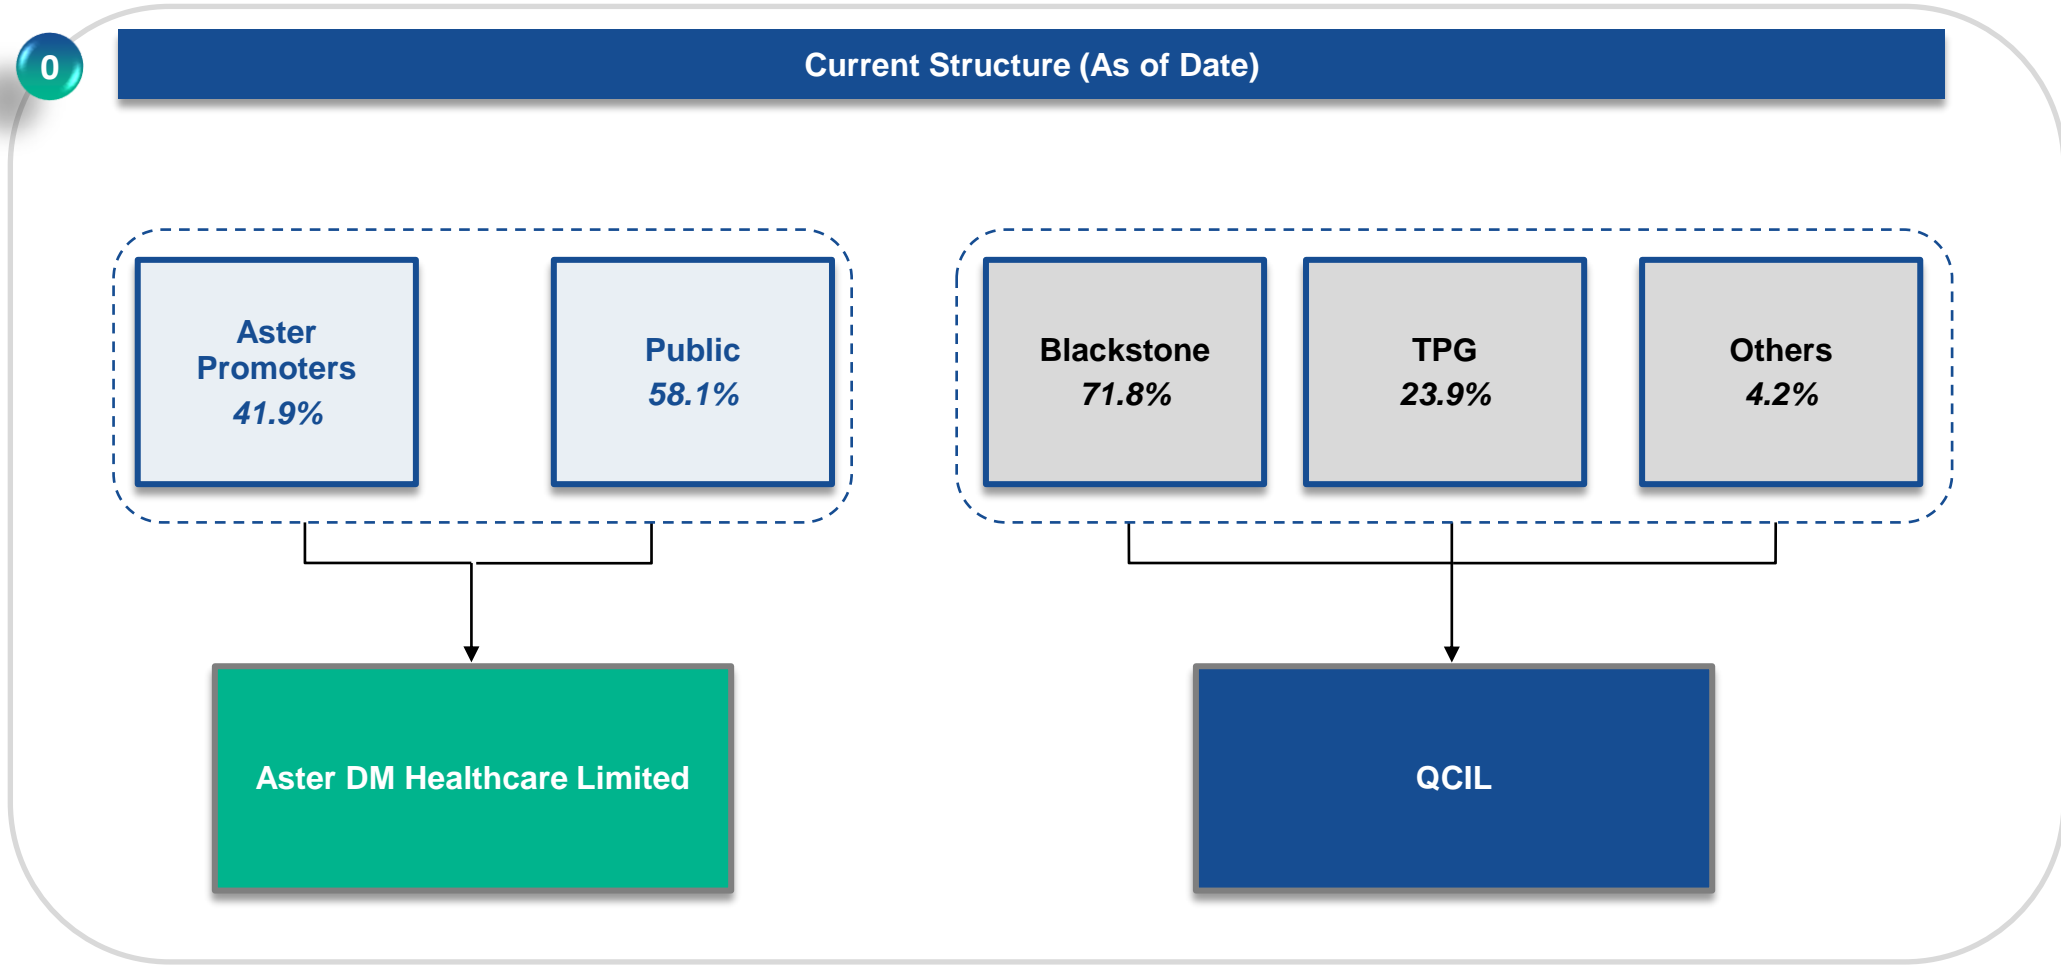 0
Current Structure (As of Date)
Aster
Promoters
41.9%
Public
58.1%
Blackstone
71.8%
TPG
23.9%
Others
4.2%
Aster DM Healthcare Limited
QCIL